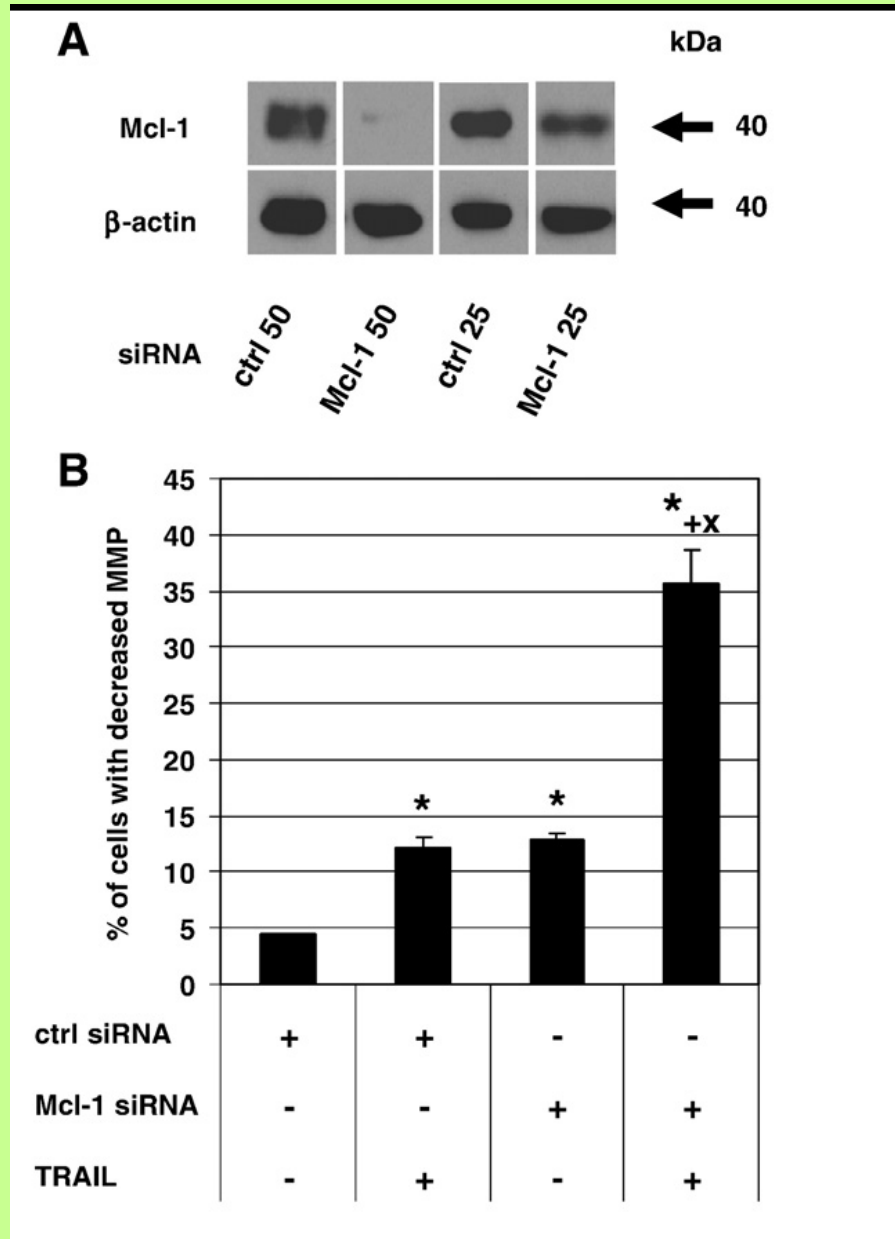 A
kDa
Mcl-1
40
β-actin
40
siRNA
ctrl 50
Mcl-1 50
ctrl 25
Mcl-1 25
B
% of cells with decreased MMP
45
40
35
30
25
20
15
10
5
0
*
*
*
+x
ctrl siRNA + + - -
Mcl-1 siRNA - - + +
TRAIL - + - +